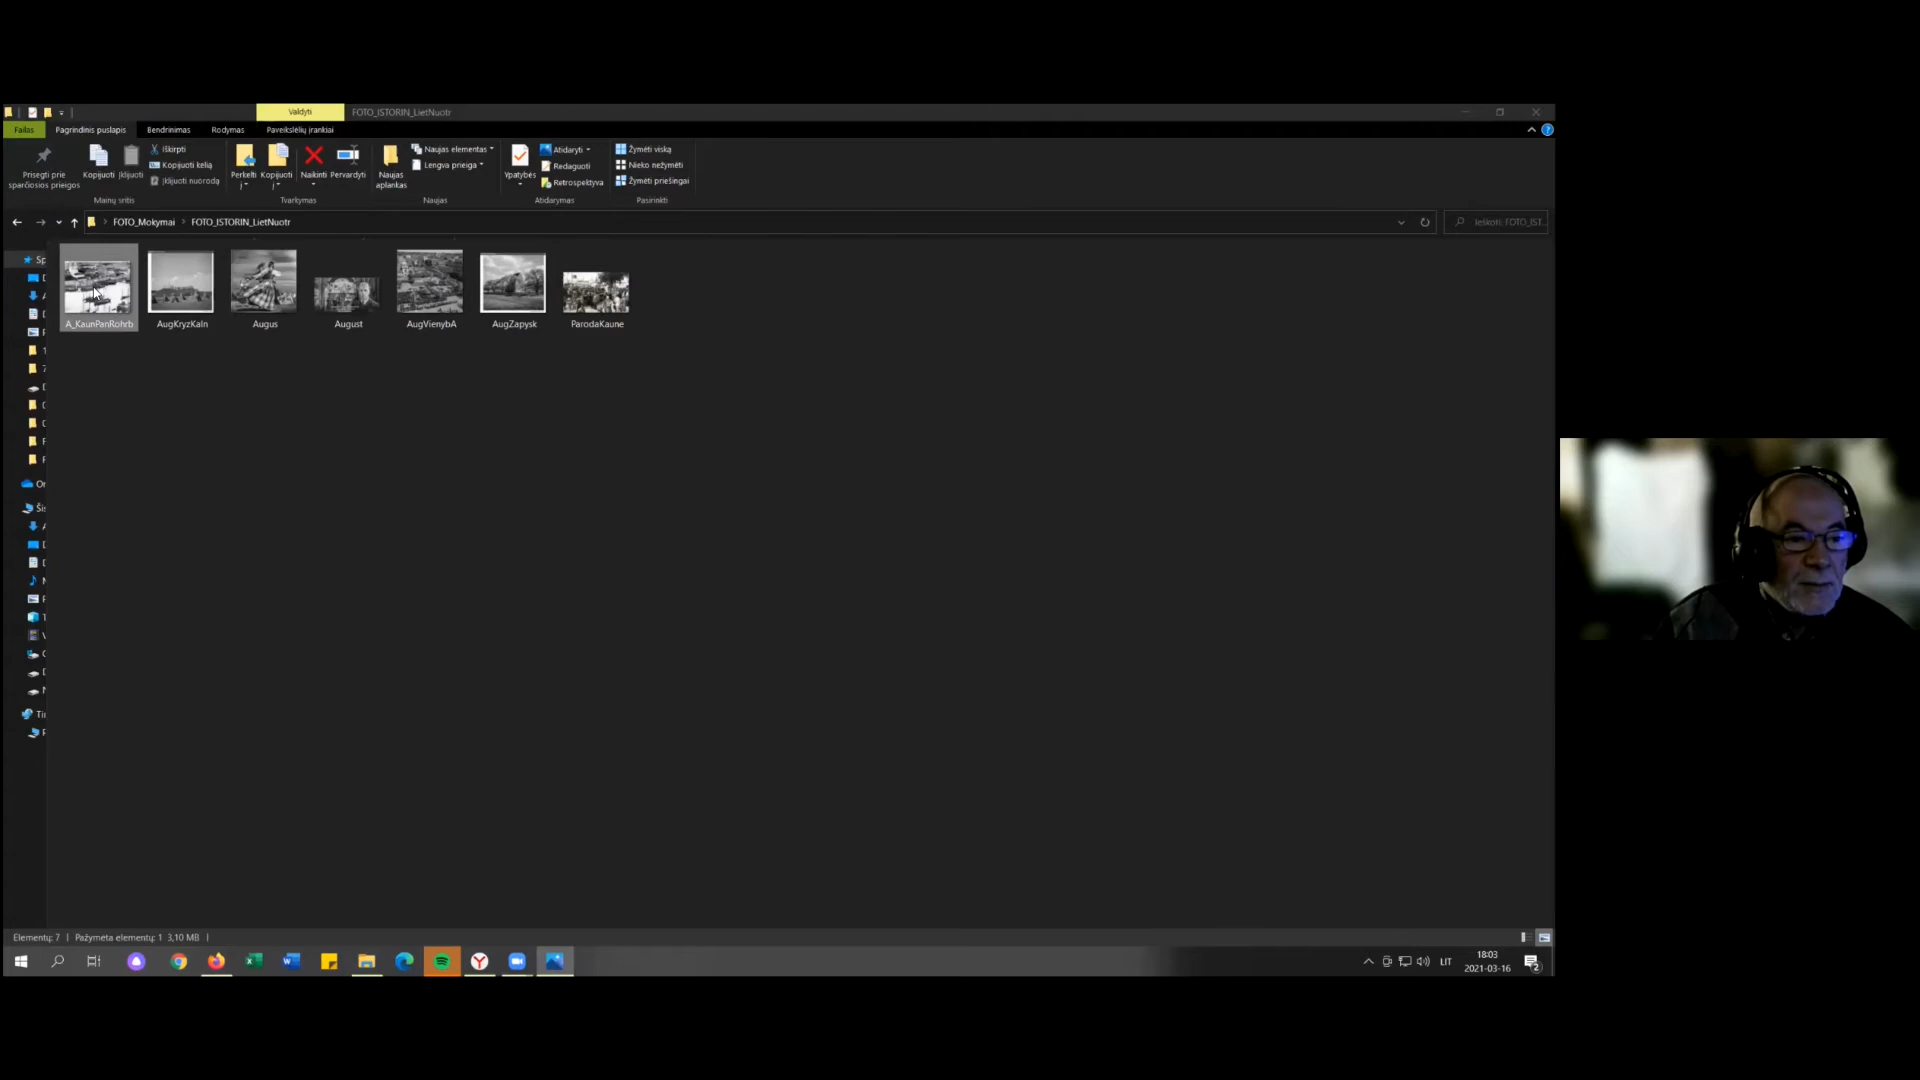 Valdyti FOTO_ISTORIN_LietNuotr
Failas Pagrindinis puslapis Bendrinimas Rodymas Paveikslėlių įrankiai
Prisegti prie sparčiosios prieigos
Kopijuoti
Įklijuoti
Iškirpti
Kopijuoti kelią
Įklijuoti nuorodą
Mainų sritis
Perkelti į
Kopijuoti į
Naikinti
Pervardyti
Tvarkymas
Naujas aplankas
Naujas elementas
Lengva prieiga
Naujas
Ypatybės
Atidaryti
Redaguoti
Retrospektyva
Atidarymas
Žymėti viską
Nieko nežymėti
Žymėti priešingai
Pasirinkti
FOTO_Mokymai > FOTO_ISTORIN_LietNuotr
Ieškoti: FOTO_IST...
A_KaunPanRohrb AugKryzKaln Augus August AugVienybA AugZapysk ParodaKaune
Elementų: 7 | Pažymėta elementų: 1 3,10 MB |
LIT
18:03
2021-03-16
2